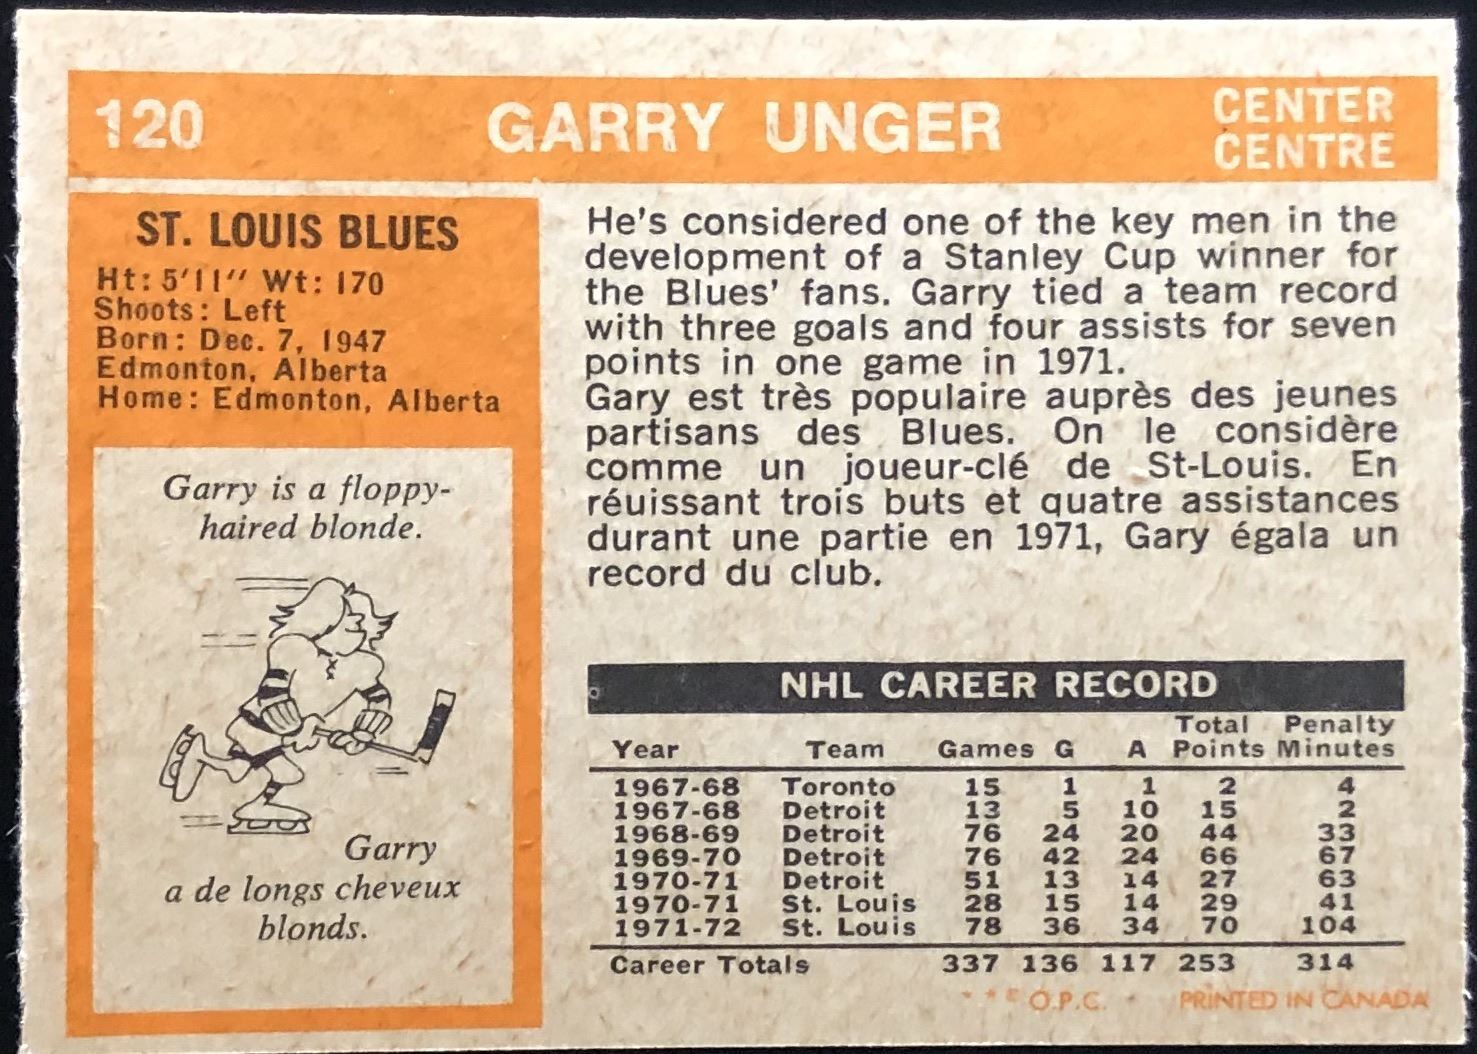 120 GARRY UNGER CENTER
CENTRE
ST. LOUIS BLUES
Ht: 5'11" Wt: 170
Shoots: Left
Born: Dec. 7, 1947
Edmonton, Alberta
Home: Edmonton, Alberta
Garry is a floppy-
haired blonde.
Garry
a de longs cheveux
blonds.
He's considered one of the key men in the
development of a Stanley Cup winner for
the Blues' fans. Garry tied a team record
with three goals and four assists for seven
points in one game in 1971.
Gary est très populaire auprès des jeunes
partisans des Blues. On le considère
comme un joueur-clé de St-Louis. En
réuissant trois buts et quatre assistances
durant une partie en 1971, Gary égala un
record du club.
NHL CAREER RECORD
Total Penalty
Year Team Games G A Points Minutes
1967-68 Toronto 15 1 1 2 4
1967-68 Detroit 13 5 10 15 2
1968-69 Detroit 76 24 20 44 33
1969-70 Detroit 76 42 24 66 67
1970-71 Detroit 51 13 14 27 63
1970-71 St. Louis 28 15 14 29 41
1971-72 St. Louis 78 36 34 70 104
Career Totals 337 136 117 253 314
* * © O.P.C. * PRINTED IN CANADA